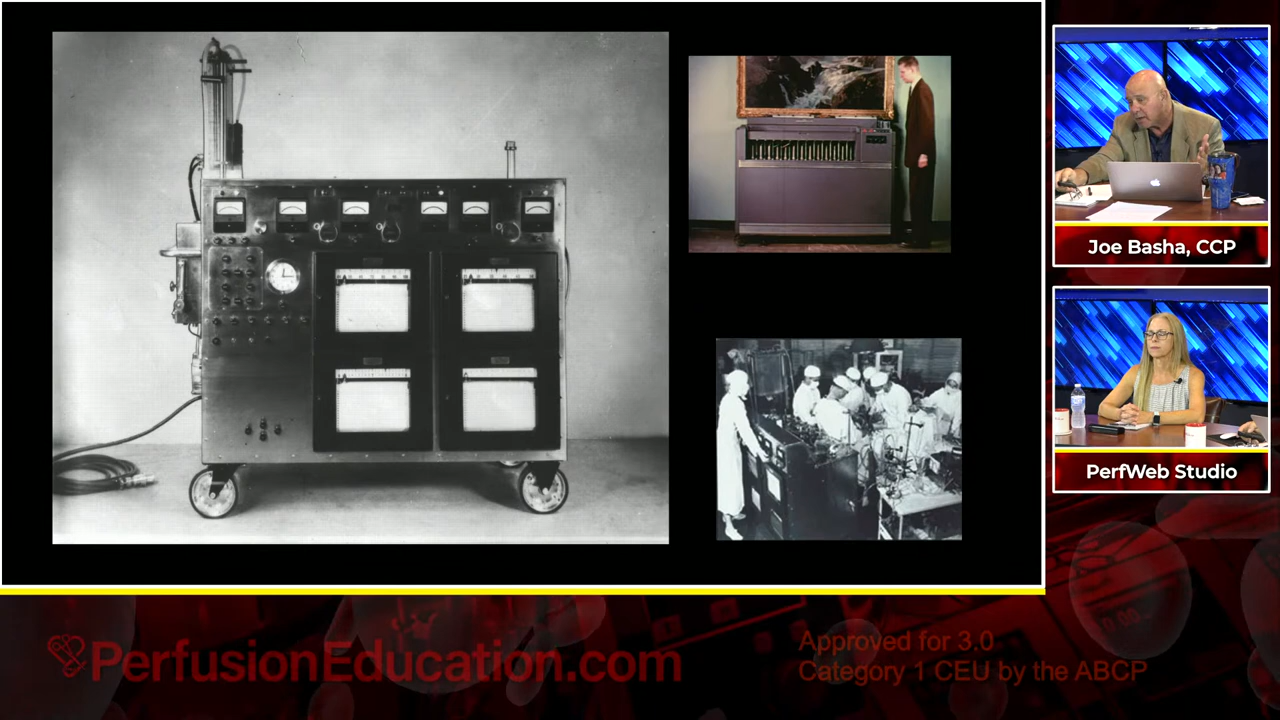 Joe Basha, CCP
PerfWeb Studio
PerfusionEducation.com
Approved for 3.0
Category 1 CEU by the ABCP